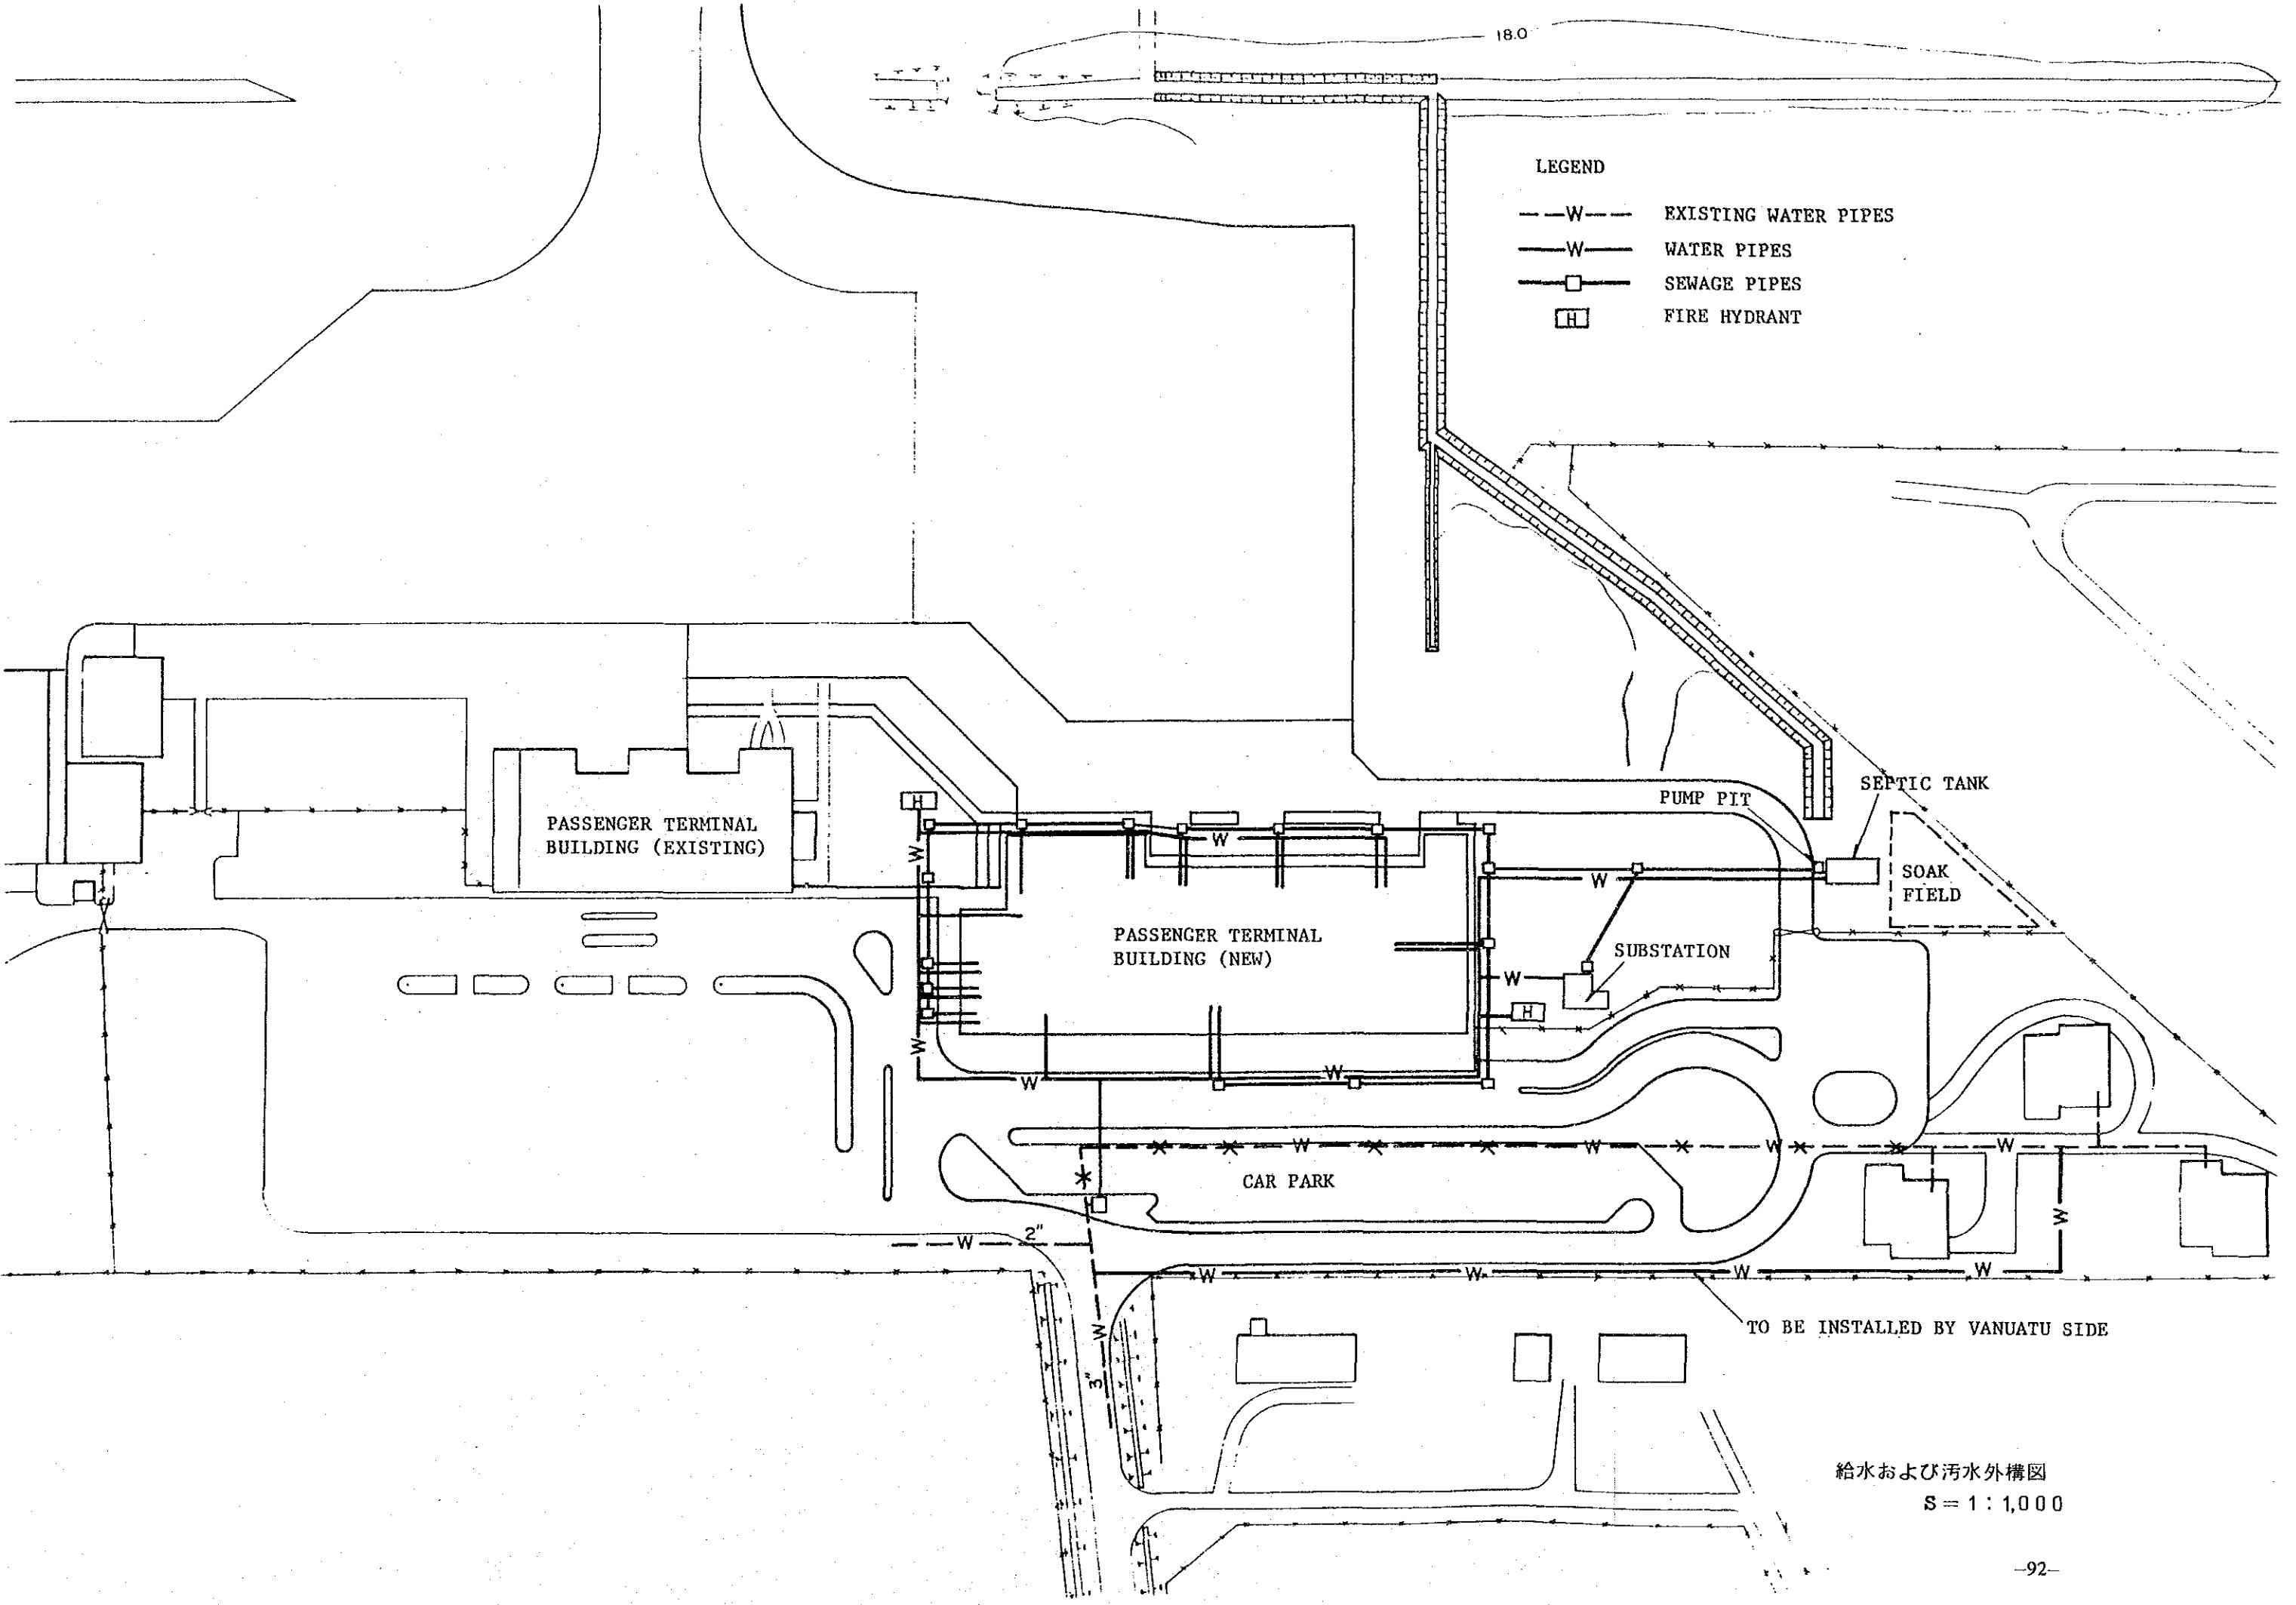 18.0
LEGEND
W EXISTING WATER PIPES
W WATER PIPES
SEWAGE PIPES
H FIRE HYDRANT
SEPTIC TANK
PUMP PIT
H
PASSENGER TERMINAL
BUILDING (EXISTING)
W
W
SOAK
FIELD
W
PASSENGER TERMINAL
BUILDING (NEW)
SUBSTATION
W
H
W
W
W
W
W
W
W
CAR PARK
W
2"
W
W
W
W
W
W
TO BE INSTALLED BY VANUATU SIDE
3"
給水および汚水外構図
S = 1 : 1,000
-92-